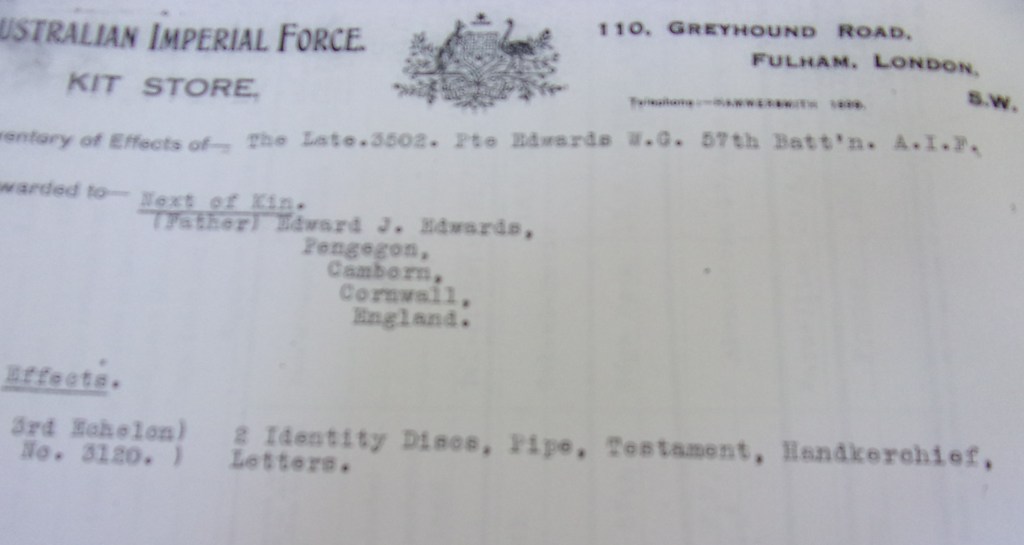 USTRALIAN IMPERIAL FORCE.
KIT STORE.
110, GREYHOUND ROAD,
FULHAM, LONDON,
S.W.
HAMMERSMITH
entory of Effects of— The Late.3502. Pte Edwards W.G. 57th Batt'n. A.I.F.
warded to— Next of Kin.
(Father) Edward J. Edwards,
Pengegon,
Camborn,
Cornwall,
England.
Effects.
3rd Echelon) 2 Identity Discs, Pipe, Testament, Handkerchief,
No. 3120. ) Letters.